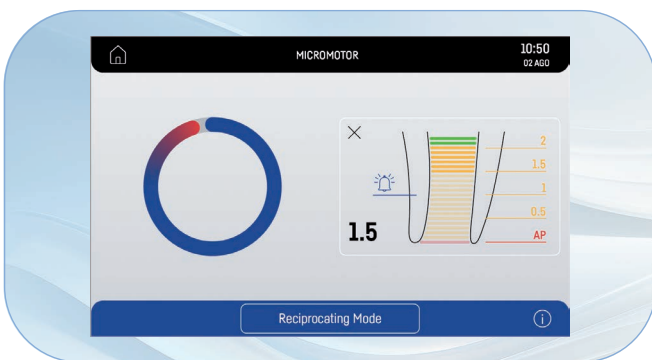 MICROMOTOR
10:50
02 AGO
2
1.5
1
0.5
AP
1.5
Reciprocating Mode
i